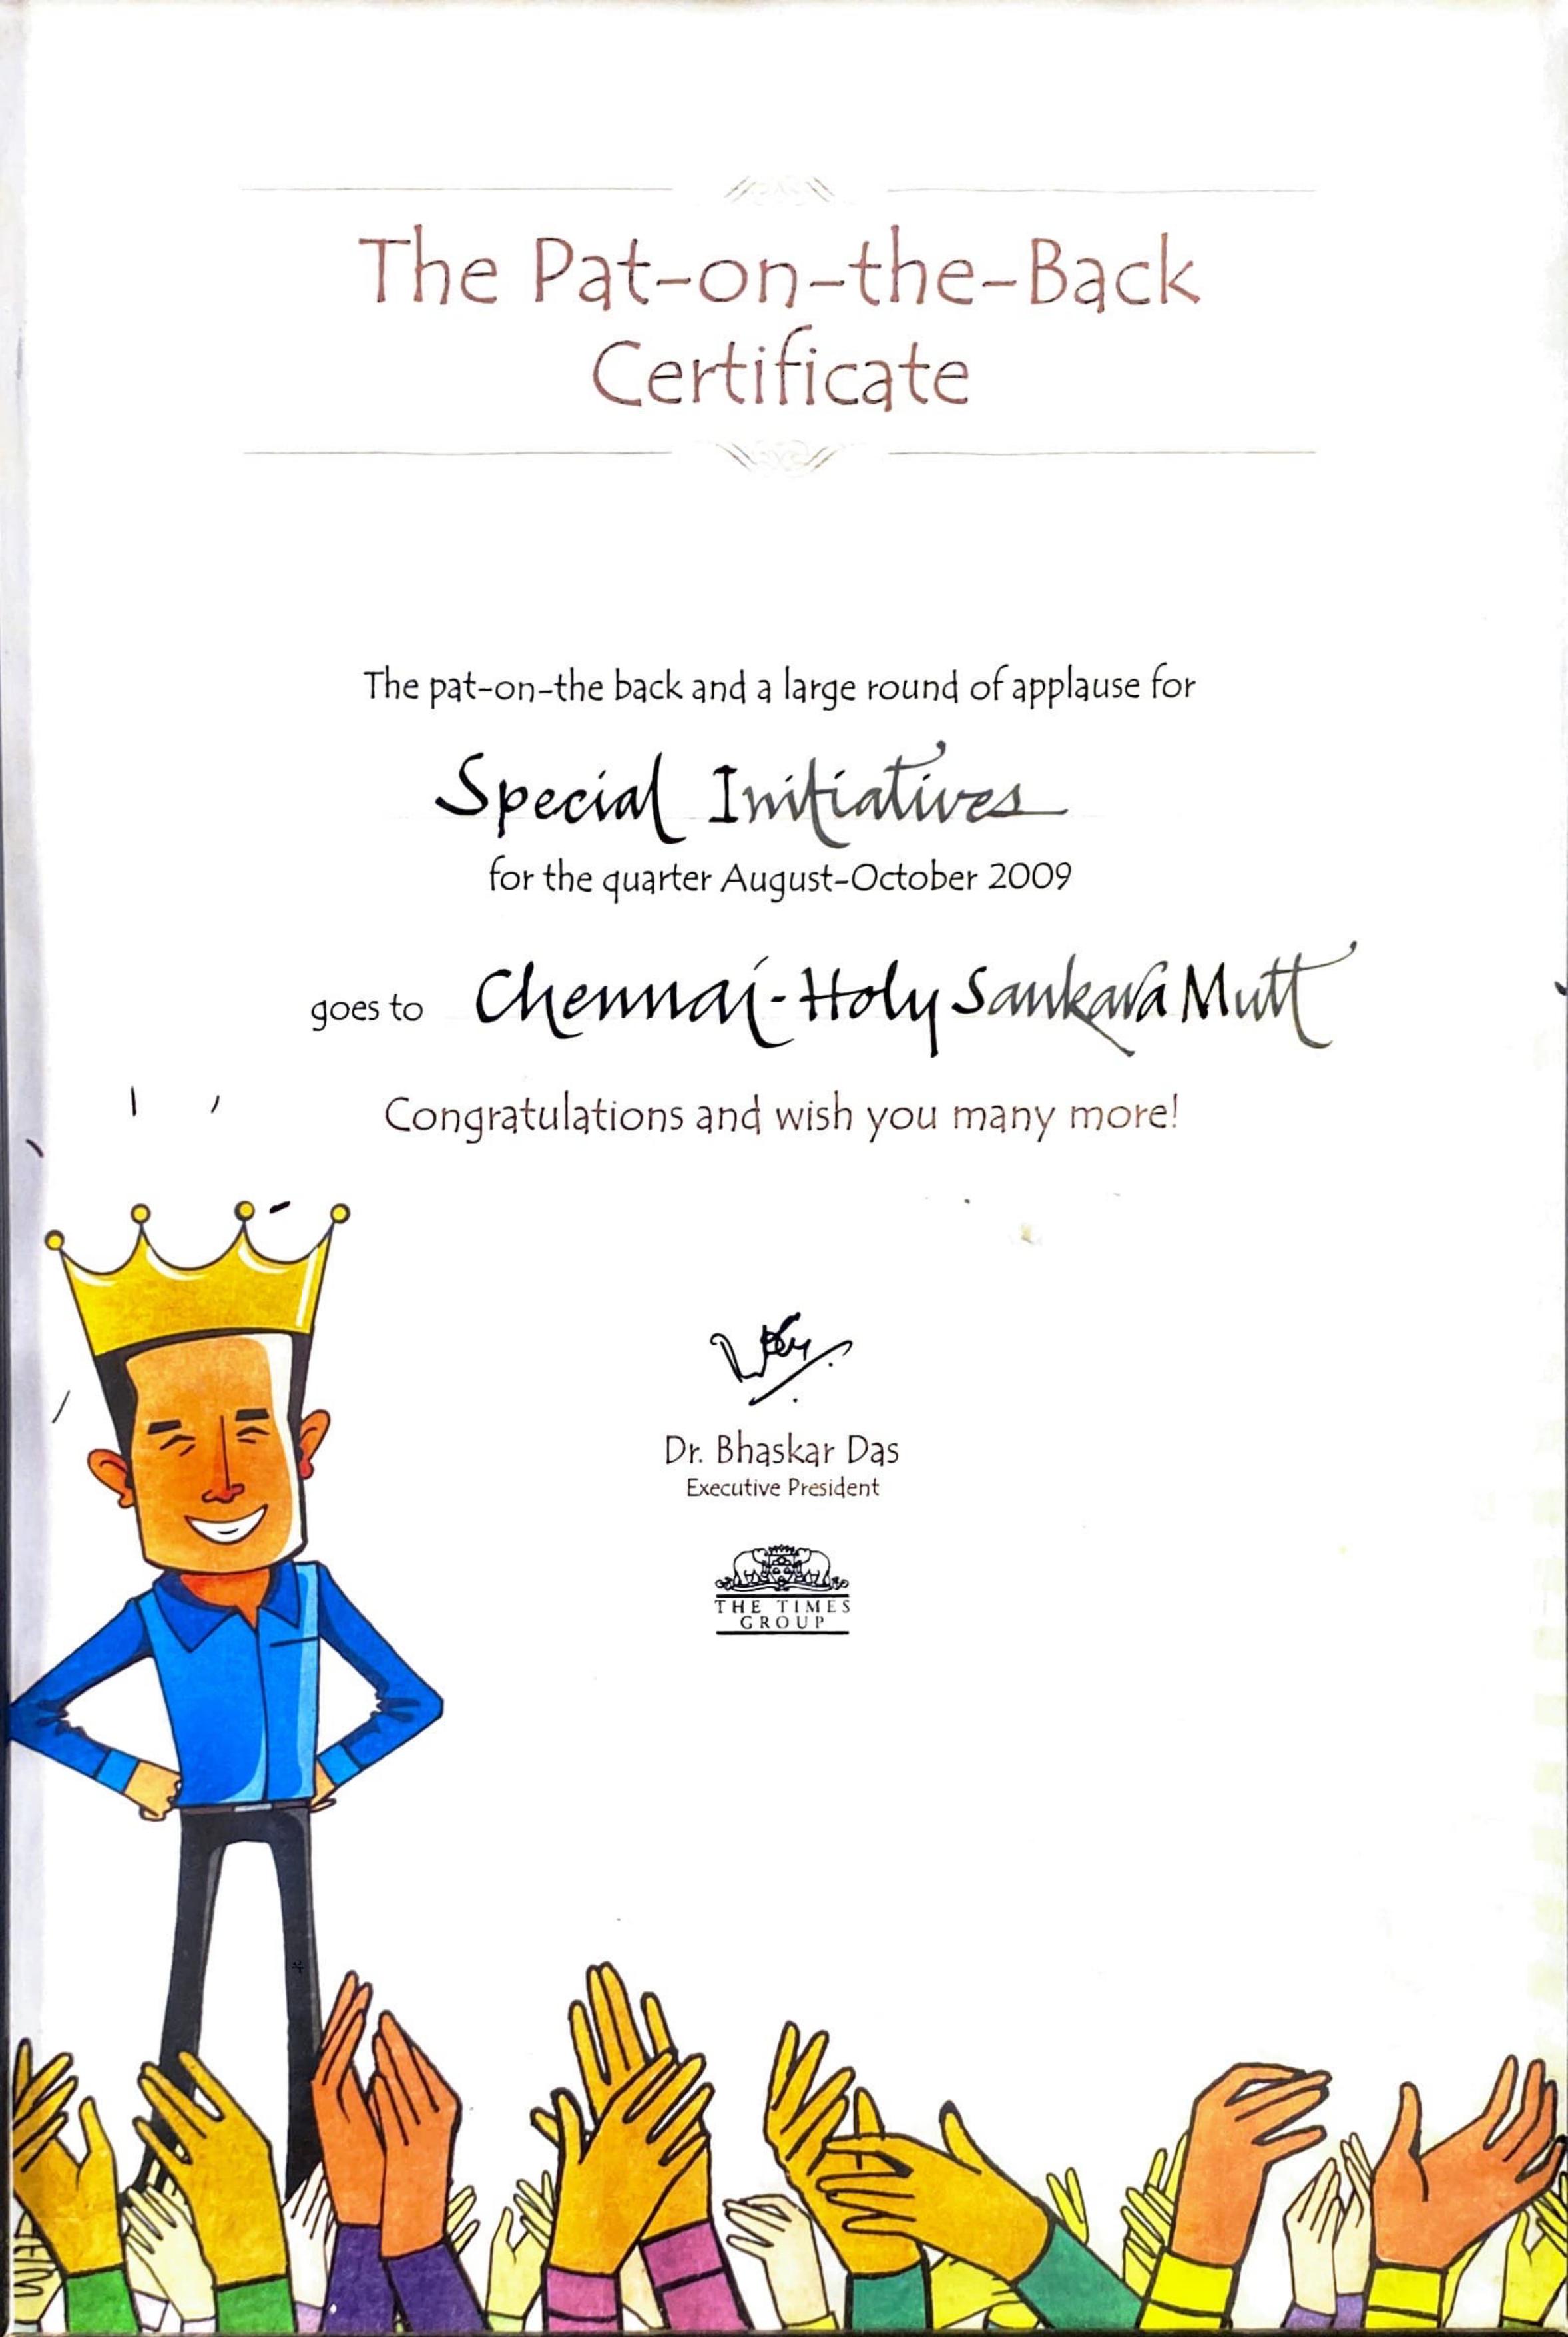 The Pat-on-the-Back
Certificate
The pat-on-the back and a large round of applause for
Special Initiatives
for the quarter August-October 2009
goes to Chennai-Holy Sankara Mutt
Congratulations and wish you many more!
Dr. Bhaskar Das
Executive President
THE TIMES
GROUP